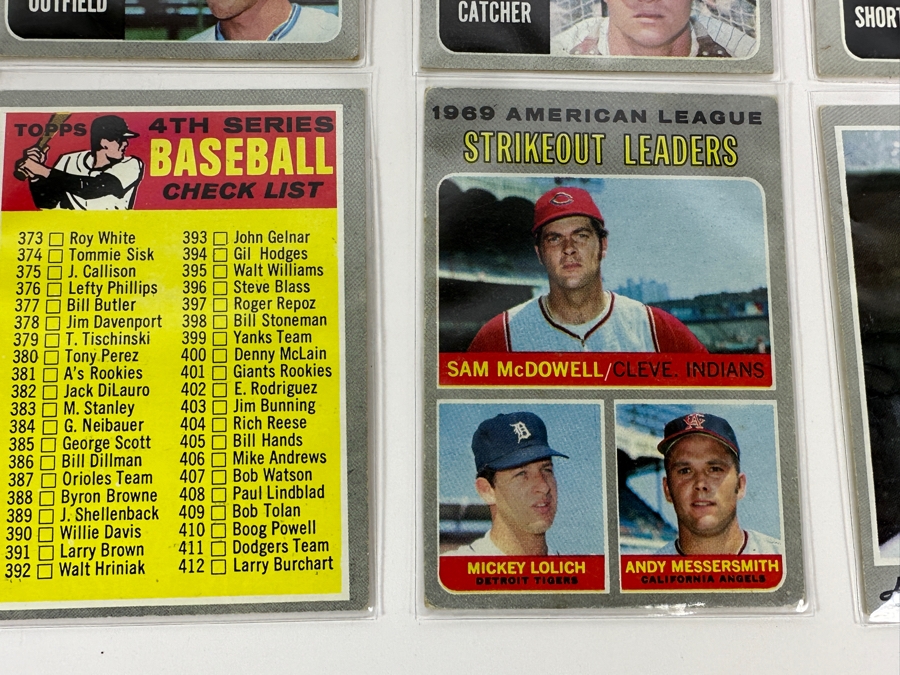 OUTFIELD
CATCHER
TOPPS
4TH SERIES
BASEBALL
CHECK LIST
373 Roy White
374 Tommie Sisk
375 J. Callison
376 Lefty Phillips
377 Bill Butler
378 Jim Davenport
379 T. Tischinski
380 Tony Perez
381 A's Rookies
382 Jack DiLauro
383 M. Stanley
384 G. Neibauer
385 George Scott
386 Bill Dillman
387 Orioles Team
388 Byron Browne
389 J. Shellenback
390 Willie Davis
391 Larry Brown
392 Walt Hriniak
393 John Gelnar
394 Gil Hodges
395 Walt Williams
396 Steve Blass
397 Roger Repoz
398 Bill Stoneman
399 Yanks Team
400 Denny McLain
401 Giants Rookies
402 E. Rodriguez
403 Jim Bunning
404 Rich Reese
405 Bill Hands
406 Mike Andrews
407 Bob Watson
408 Paul Lindblad
409 Bob Tolan
410 Boog Powell
411 Dodgers Team
412 Larry Burchart
1969 AMERICAN LEAGUE
STRIKEOUT LEADERS
SAM McDOWELL/CLEVE. INDIANS
MICKEY LOLICH
DETROIT TIGERS
ANDY MESSERSMITH
CALIFORNIA ANGELS
SHORT